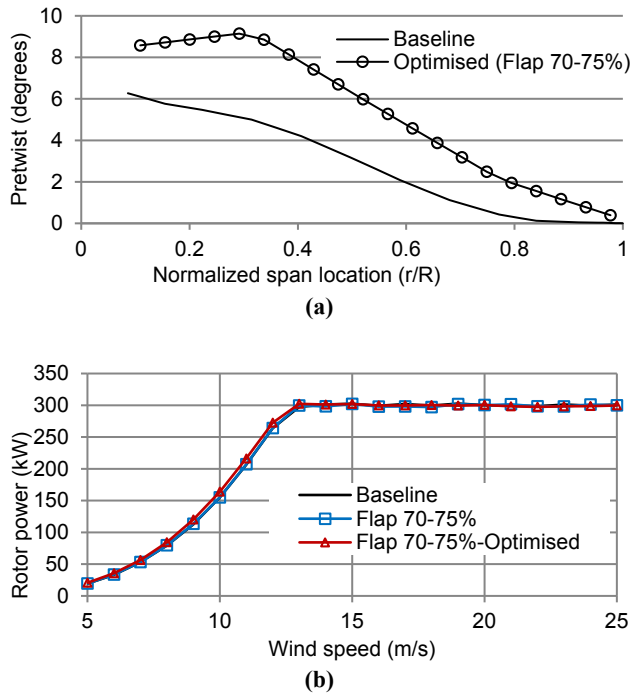 10
8
6
4
2
0
Pretwist (degrees)
Baseline
Optimised (Flap 70-75%)
0 0.2 0.4 0.6 0.8 1
Normalized span location (r/R)
(a)
350
300
250
200
150
100
50
0
Rotor power (kW)
Baseline
Flap 70-75%
Flap 70-75%-Optimised
5 10 15 20 25
Wind speed (m/s)
(b)